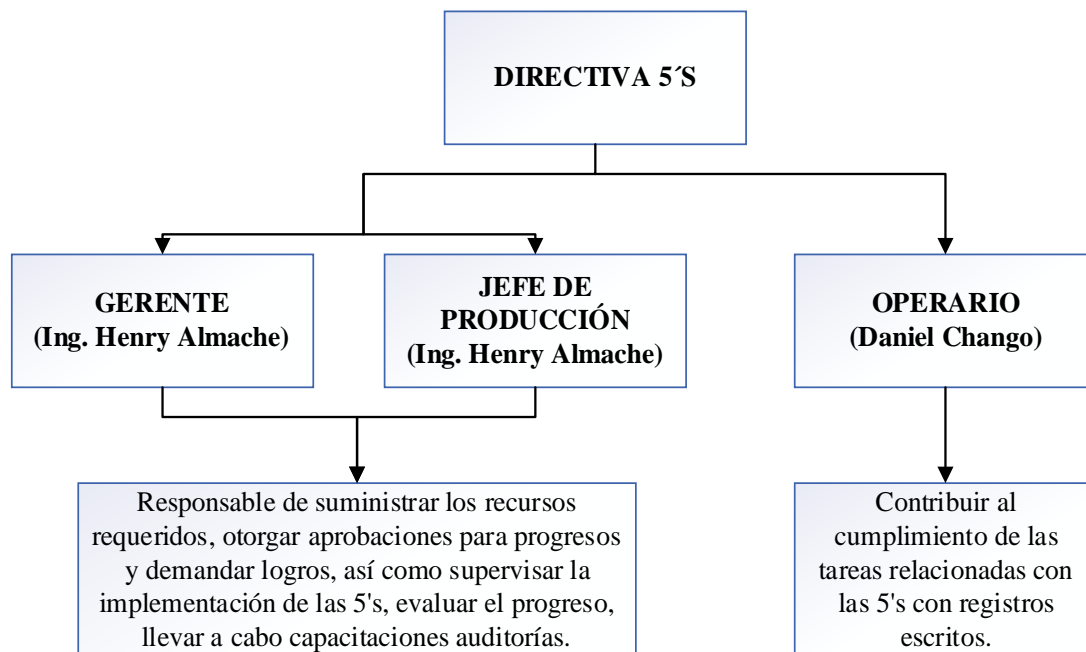 DIRECTIVA 5´S
GERENTE
(Ing. Henry Almache)
JEFE DE
PRODUCCIÓN
(Ing. Henry Almache)
OPERARIO
(Daniel Chango)
Responsable de suministrar los recursos
requeridos, otorgar aprobaciones para progresos
y demandar logros, así como supervisar la
implementación de las 5's, evaluar el progreso,
llevar a cabo capacitaciones auditorías.
Contribuir al
cumplimiento de las
tareas relacionadas con
las 5's con registros
escritos.